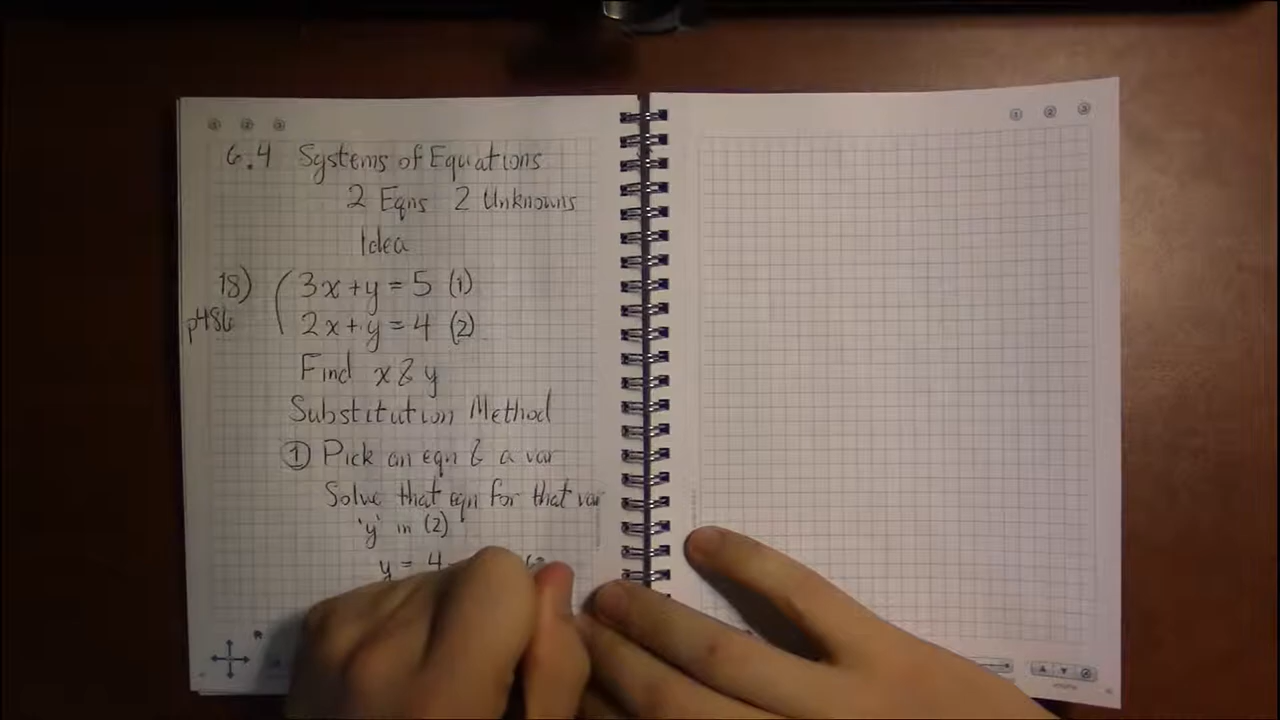 6.4 Systems of Equations
2 Eqns 2 Unknowns
Idea
18) 3x + y = 5 (1)
p486 2x + y = 4 (2)
Find x & y
Substitution Method
① Pick an eqn & a var
Solve that eqn for that var
'y' in (2)
y = 4